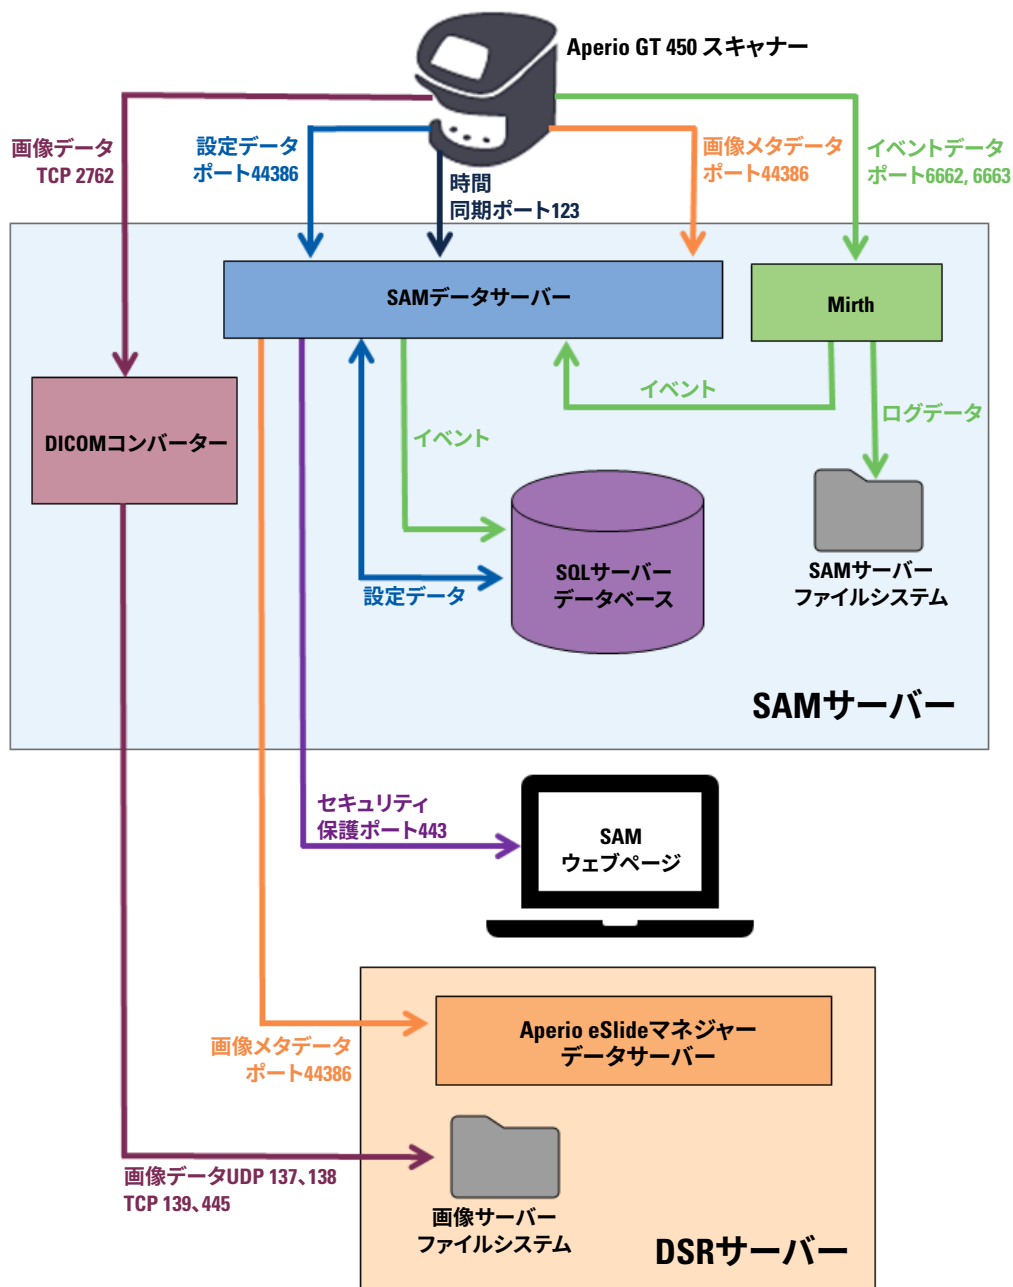 Aperio GT 450 スキャナー
画像データ
TCP 2762
設定データ
ポート44386
時間
同期ポート123
画像メタデータ
ポート44386
イベントデータ
ポート6662, 6663
SAMデータサーバー
Mirth
イベント
ログデータ
DICOMコンバーター
イベント
SQLサーバー
データベース
設定データ
SAMサーバー
ファイルシステム
SAMサーバー
セキュリティ
保護ポート443
SAM
ウェブページ
Aperio eSlideマネジャー
データサーバー
画像メタデータ
ポート44386
画像データUDP 137、138
TCP 139、445
画像サーバー
ファイルシステム
DSRサーバー